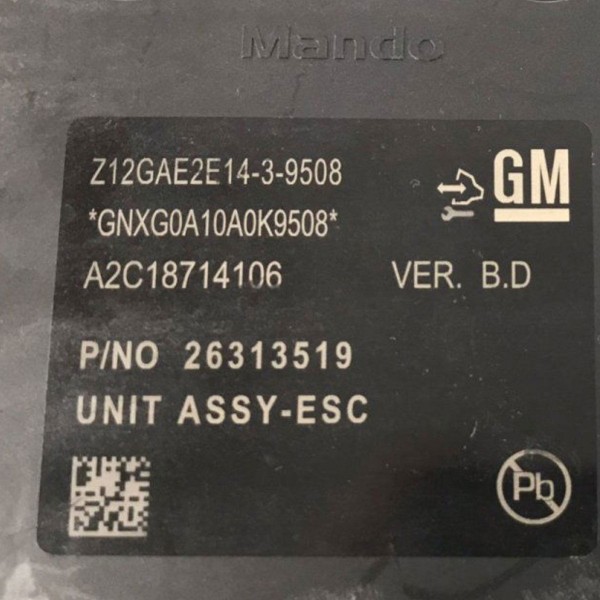 Mando
Z12GAE2E14-3-9508
GM
*GNXG0A10A0K9508*
A2C18714106 VER. B.D
P/NO 26313519
UNIT ASSY-ESC
Pb